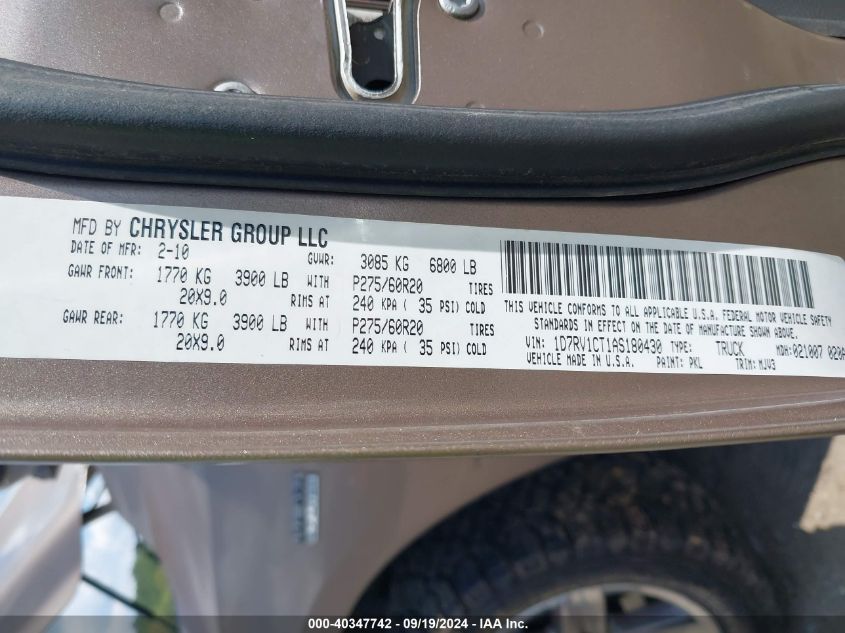 MFD BY CHRYSLER GROUP LLC
DATE OF MFR: 2-10 GVWR: 3085 KG 6800 LB
GAWR FRONT: 1770 KG 3900 LB WITH P275/60R20 TIRES
20X9.0 RIMS AT 240 KPA ( 35 PSI) COLD
GAWR REAR: 1770 KG 3900 LB WITH P275/60R20 TIRES
20X9.0 RIMS AT 240 KPA ( 35 PSI) COLD
THIS VEHICLE CONFORMS TO ALL APPLICABLE U.S.A. FEDERAL MOTOR VEHICLE SAFETY
STANDARDS IN EFFECT ON THE DATE OF MANUFACTURE SHOWN ABOVE.
VIN: 1D7RV1CT1AS180430 TYPE: TRUCK MDH:021007 020A
VEHICLE MADE IN U.S.A. PAINT: PKL TRIM: MJV3
000-40347742 - 09/19/2024 - IAA Inc.